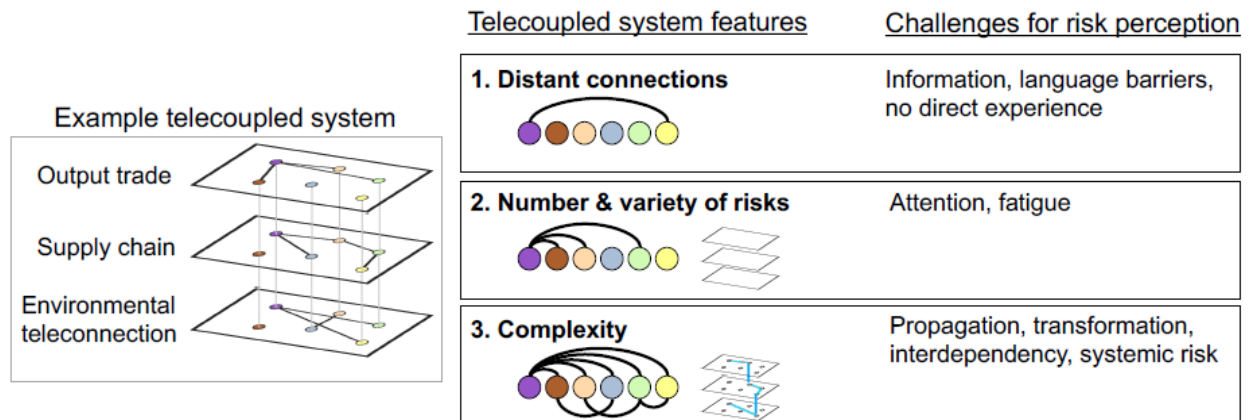 Telecoupled system features
Challenges for risk perception
Example telecoupled system
Output trade
Supply chain
Environmental
teleconnection
1. Distant connections
Information, language barriers,
no direct experience
2. Number & variety of risks
Attention, fatigue
3. Complexity
Propagation, transformation,
interdependency, systemic risk